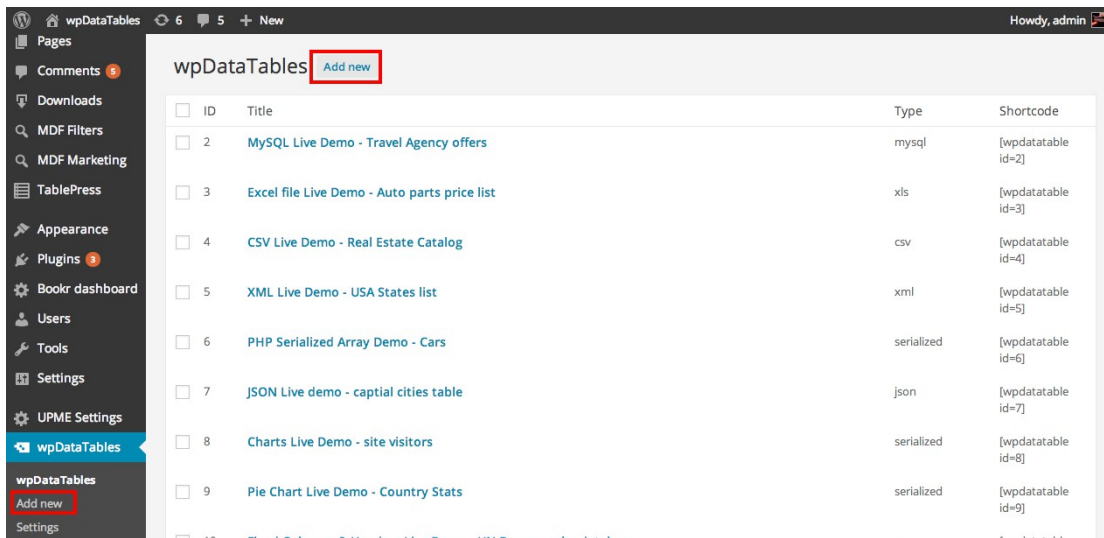 wpDataTables 6 5 + New Howdy, admin
Pages
Comments 5
Downloads
MDF Filters
MDF Marketing
TablePress
Appearance
Plugins 3
Bookr dashboard
Users
Tools
Settings
UPME Settings
wpDataTables
wpDataTables
Add new
Settings
wpDataTables Add new
ID Title Type Shortcode
2 MySQL Live Demo - Travel Agency offers mysql [wpdatatable
id=2]
3 Excel file Live Demo - Auto parts price list xls [wpdatatable
id=3]
4 CSV Live Demo - Real Estate Catalog csv [wpdatatable
id=4]
5 XML Live Demo - USA States list xml [wpdatatable
id=5]
6 PHP Serialized Array Demo - Cars serialized [wpdatatable
id=6]
7 JSON Live demo - captial cities table json [wpdatatable
id=7]
8 Charts Live Demo - site visitors serialized [wpdatatable
id=8]
9 Pie Chart Live Demo - Country Stats serialized [wpdatatable
id=9]